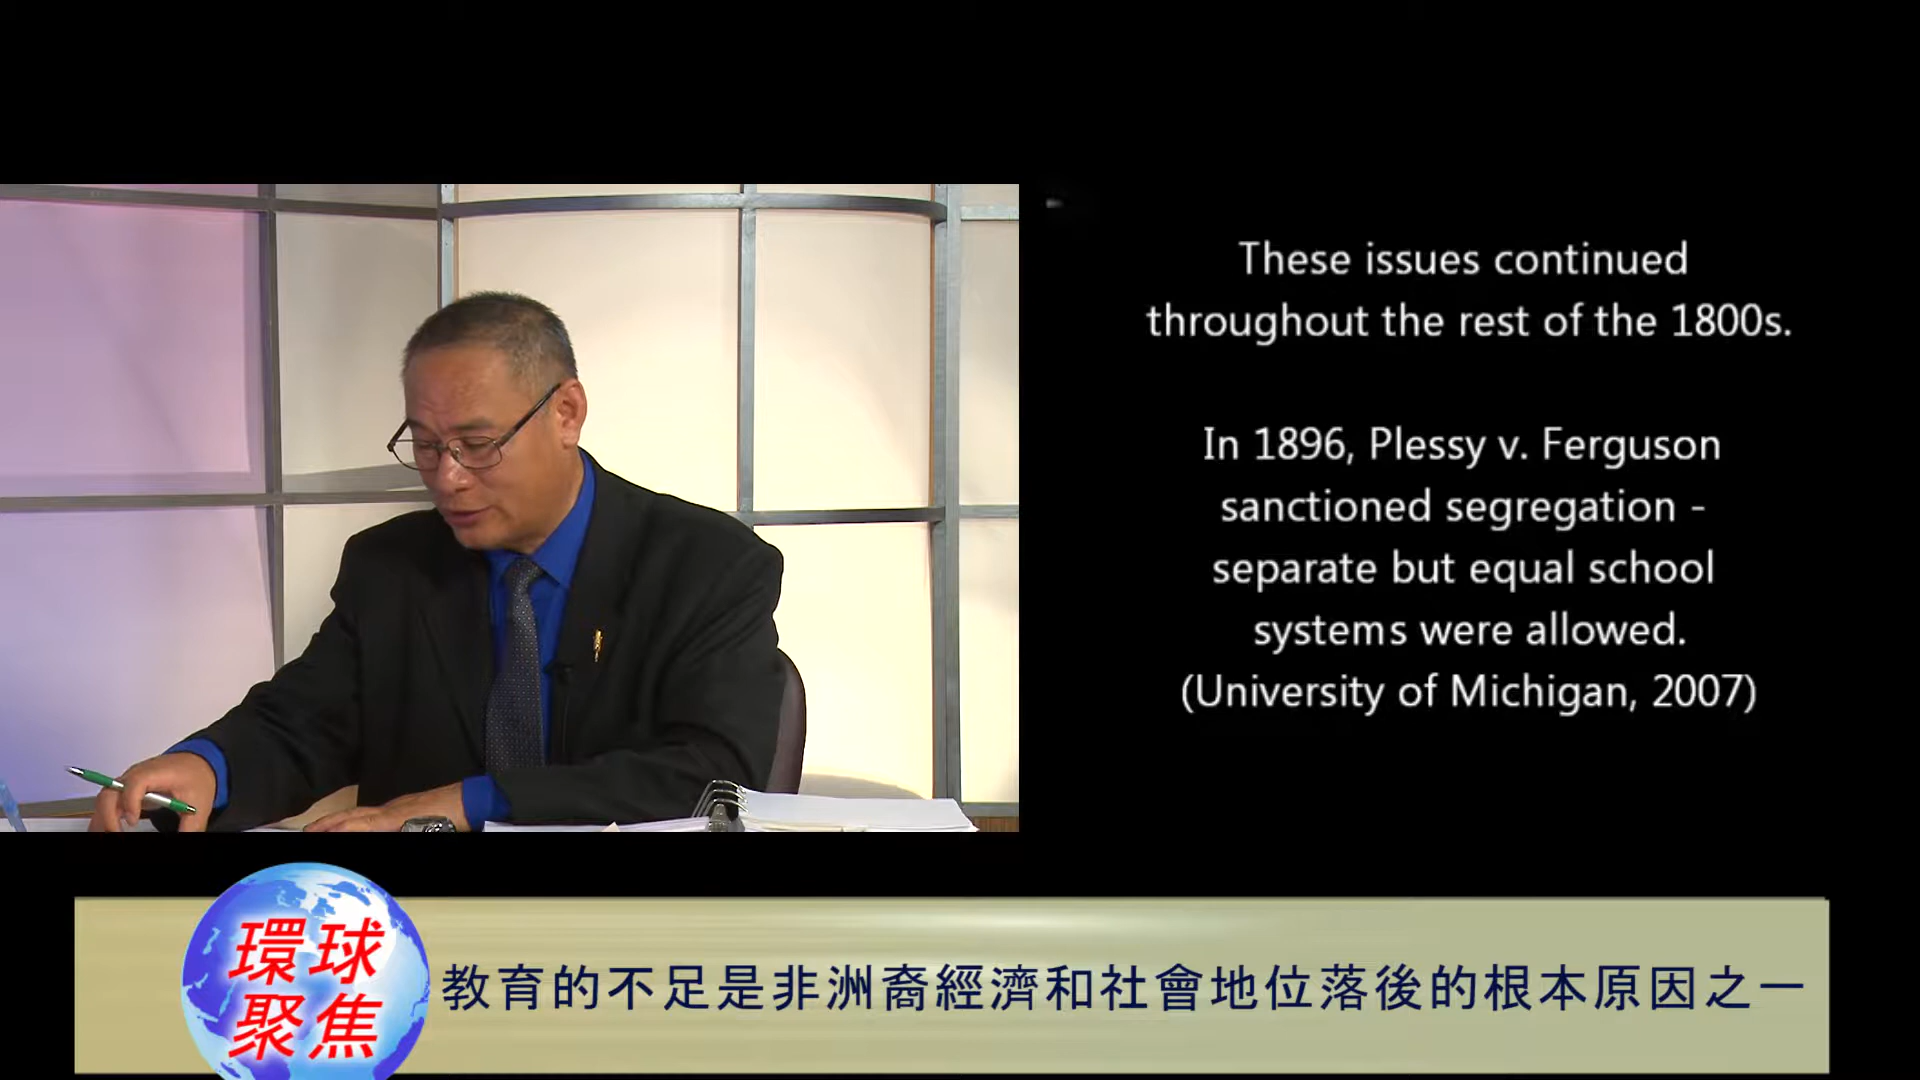 These issues continued
throughout the rest of the 1800s.
In 1896, Plessy v. Ferguson
sanctioned segregation -
separate but equal school
systems were allowed.
(University of Michigan, 2007)
環球
聚焦
教育的不足是非洲裔經濟和社會地位落後的根本原因之一